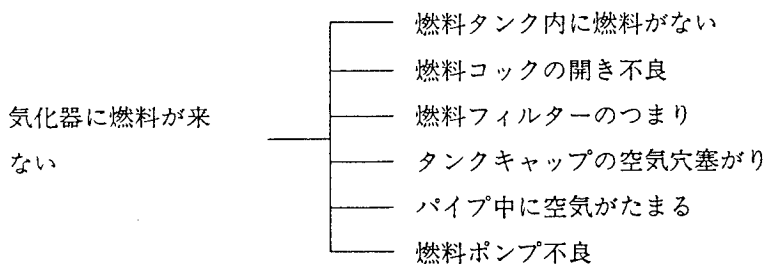 燃料タンク内に燃料がない
燃料コックの開き不良
気化器に燃料が来
ない
燃料フィルターのつまり
タンクキャップの空気穴塞がり
パイプ中に空気がたまる
燃料ポンプ不良